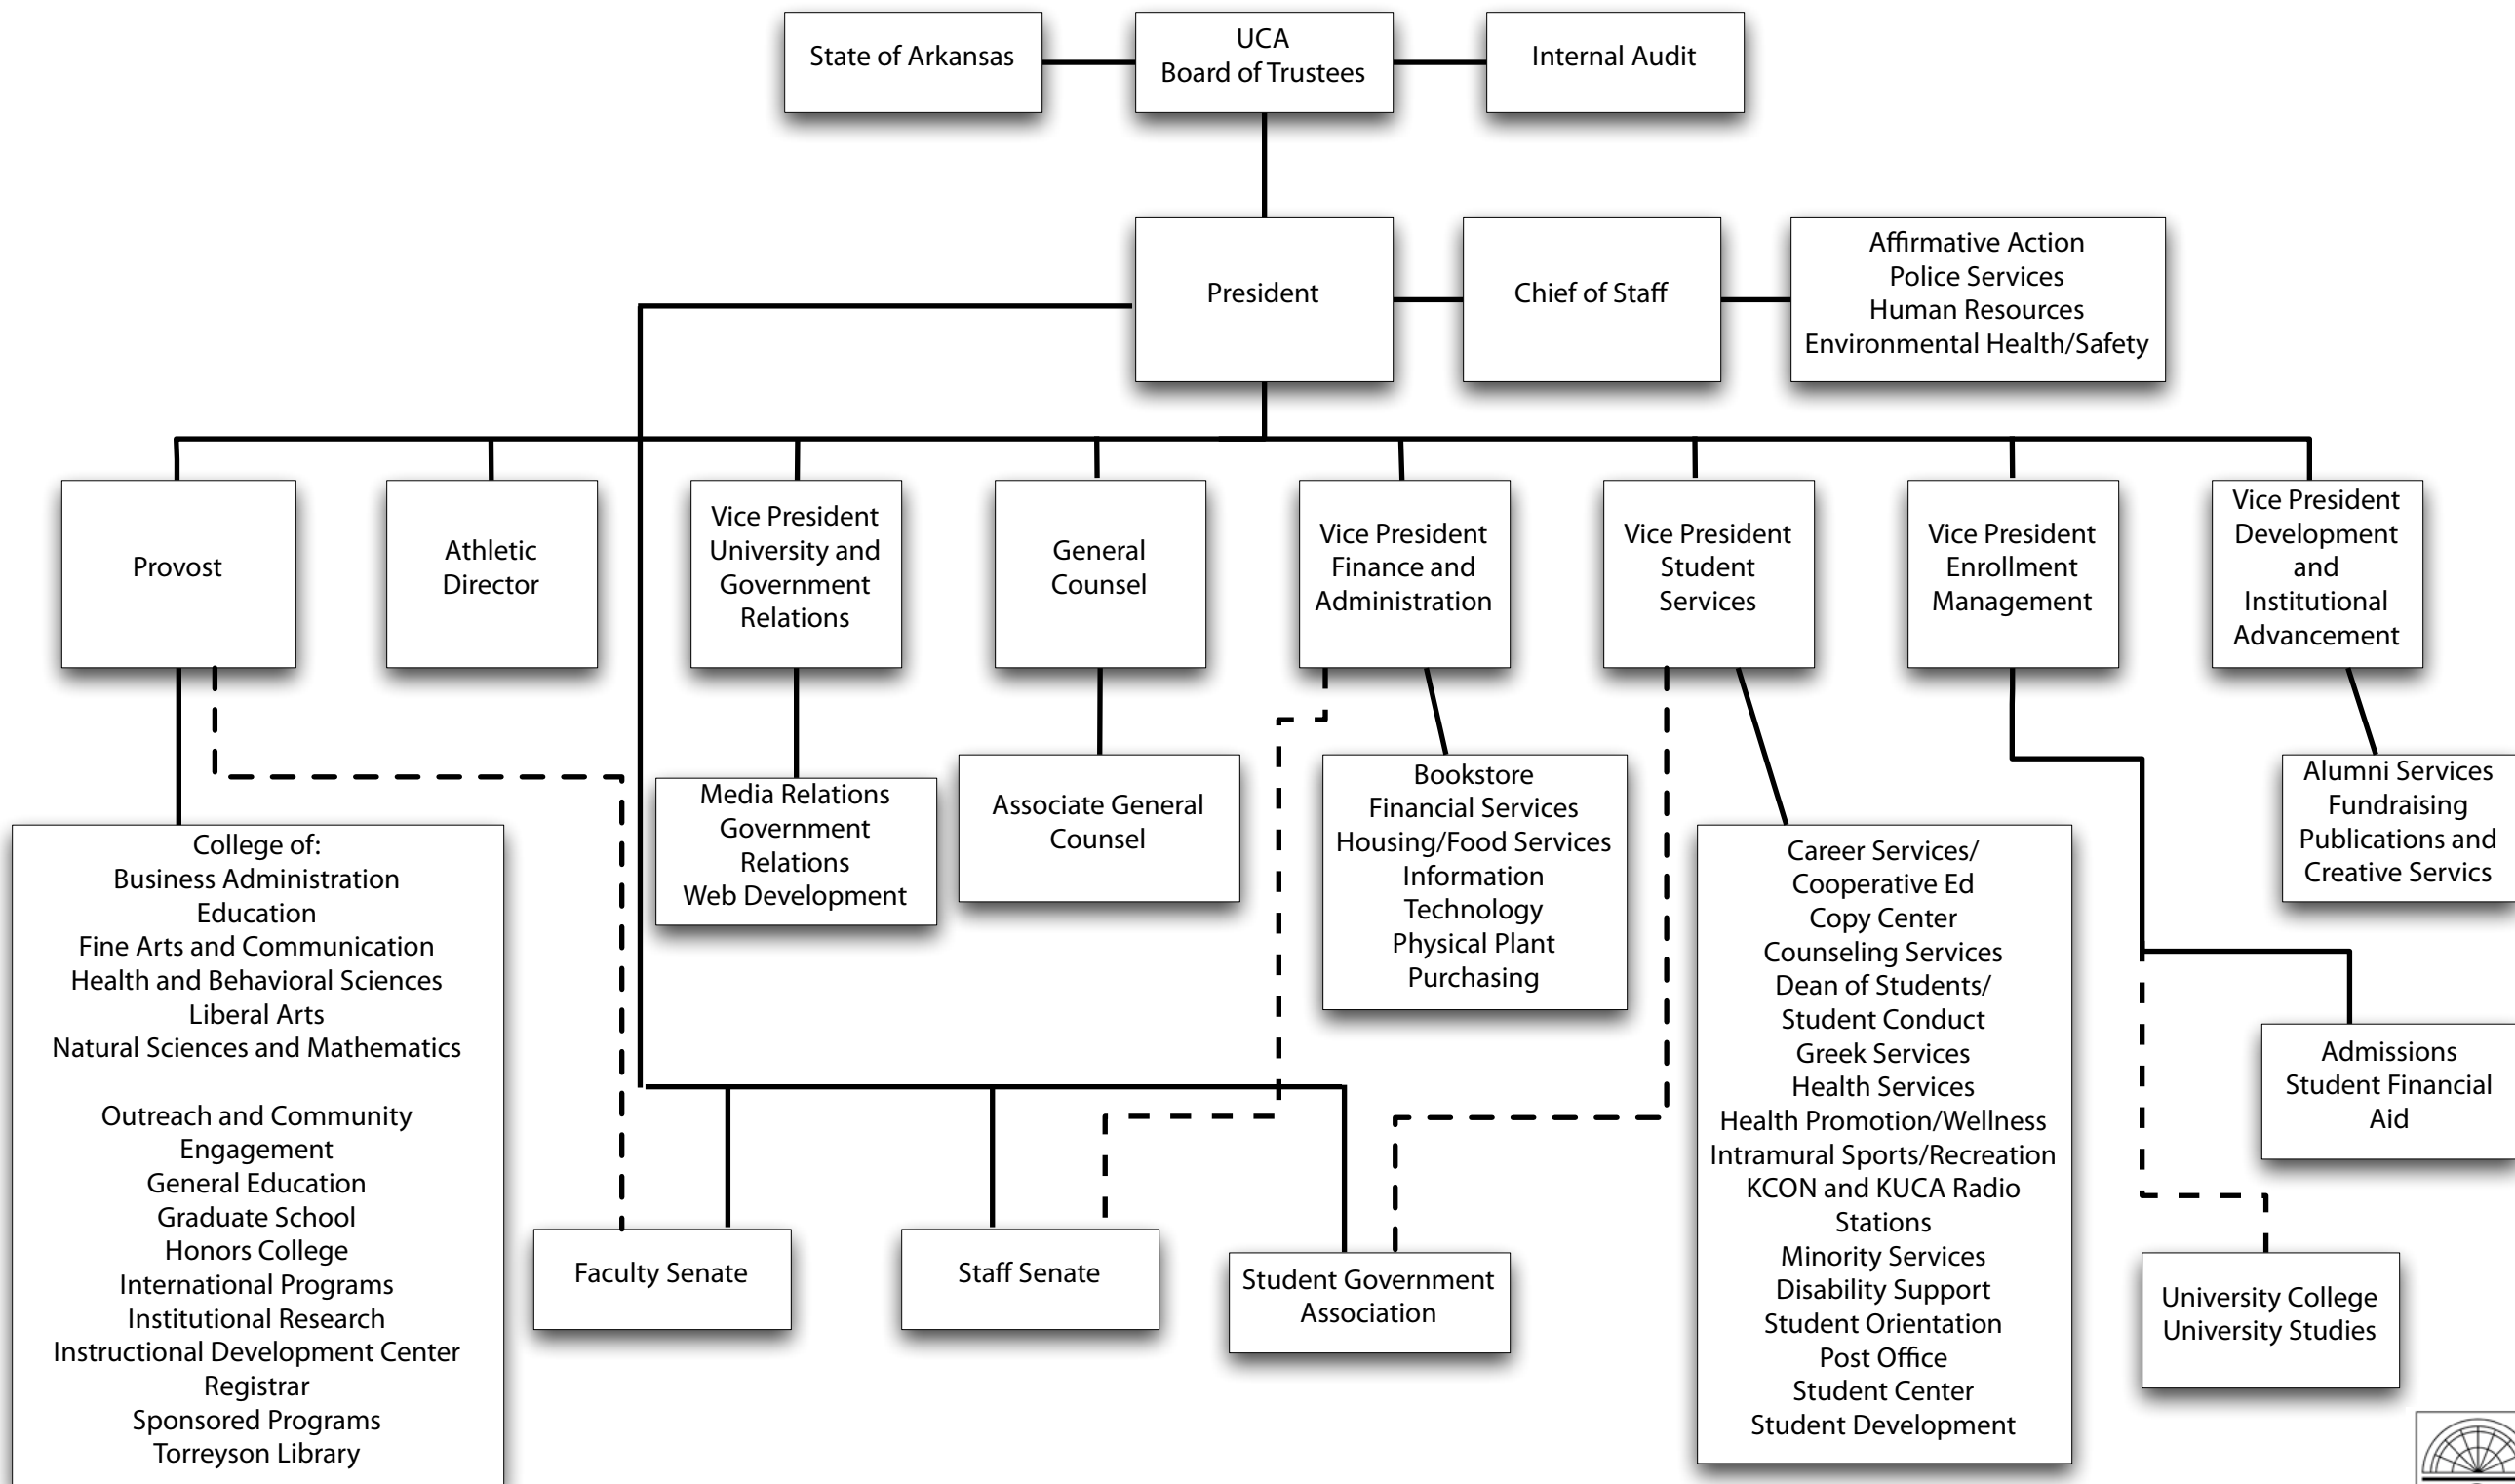 State of Arkansas
UCA
Board of Trustees
Internal Audit
President
Chief of Staff
Affirmative Action
Police Services
Human Resources
Environmental Health/Safety
Provost
Athletic
Director
Vice President
University and
Government
Relations
General
Counsel
Vice President
Finance and
Administration
Vice President
Student
Services
Vice President
Enrollment
Management
Vice President
Development
and
Institutional
Advancement
College of:
Business Administration
Education
Fine Arts and Communication
Health and Behavioral Sciences
Liberal Arts
Natural Sciences and Mathematics
Outreach and Community
Engagement
General Education
Graduate School
Honors College
International Programs
Institutional Research
Instructional Development Center
Registrar
Sponsored Programs
Torreyson Library
Media Relations
Government
Relations
Web Development
Associate General
Counsel
Bookstore
Financial Services
Housing/Food Services
Information
Technology
Physical Plant
Purchasing
Career Services/
Cooperative Ed
Copy Center
Counseling Services
Dean of Students/
Student Conduct
Greek Services
Health Services
Health Promotion/Wellness
Intramural Sports/Recreation
KCON and KUCA Radio
Stations
Minority Services
Disability Support
Student Orientation
Post Office
Student Center
Student Development
Alumni Services
Fundraising
Publications and
Creative Servics
Admissions
Student Financial
Aid
Faculty Senate
Staff Senate
Student Government
Association
University College
University Studies